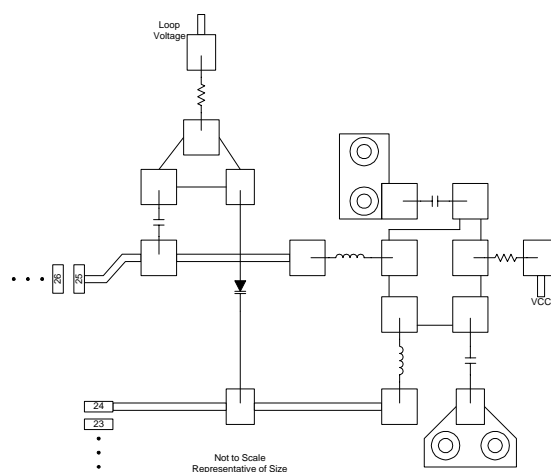 Loop
Voltage
26
25
VCC
24
23
Not to Scale
Representative of Size